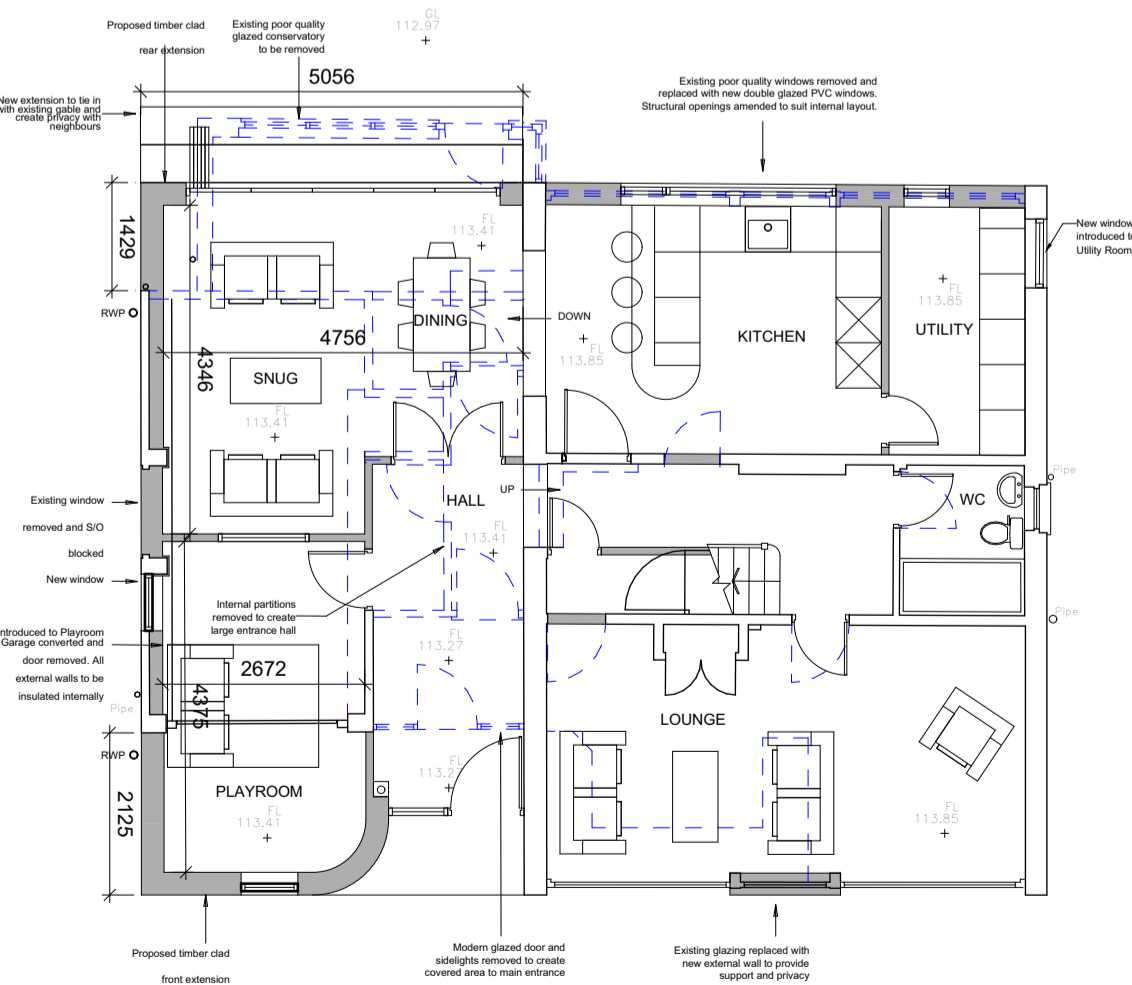 GL
112.97
Proposed timber clad
rear extension
Existing poor quality
glazed conservatory
to be removed
5056
Existing poor quality windows removed and
replaced with new double glazed PVC windows.
Structural openings amended to suit internal layout.
New extension to tie in
with existing gable and
create privacy with
neighbours
1429
FL
113.41
New window
introduced to
Utility Room
FL
113.85
RWP
DINING
DOWN
4756
KITCHEN
UTILITY
FL
113.85
4346
SNUG
FL
113.41
UP
HALL
WC
Pipe
Existing window
removed and S/O
blocked
FL
113.41
New window
Internal partitions
removed to create
large entrance hall
Pipe
introduced to Playroom
Garage converted and
door removed. All
external walls to be
insulated internally
FL
113.27
2672
4375
Pipe
LOUNGE
RWP
FL
113.27
2125
PLAYROOM
FL
113.41
FL
113.85
Proposed timber clad
front extension
Modern glazed door and
sidelights removed to create
covered area to main entrance
Existing glazing replaced with
new external wall to provide
support and privacy